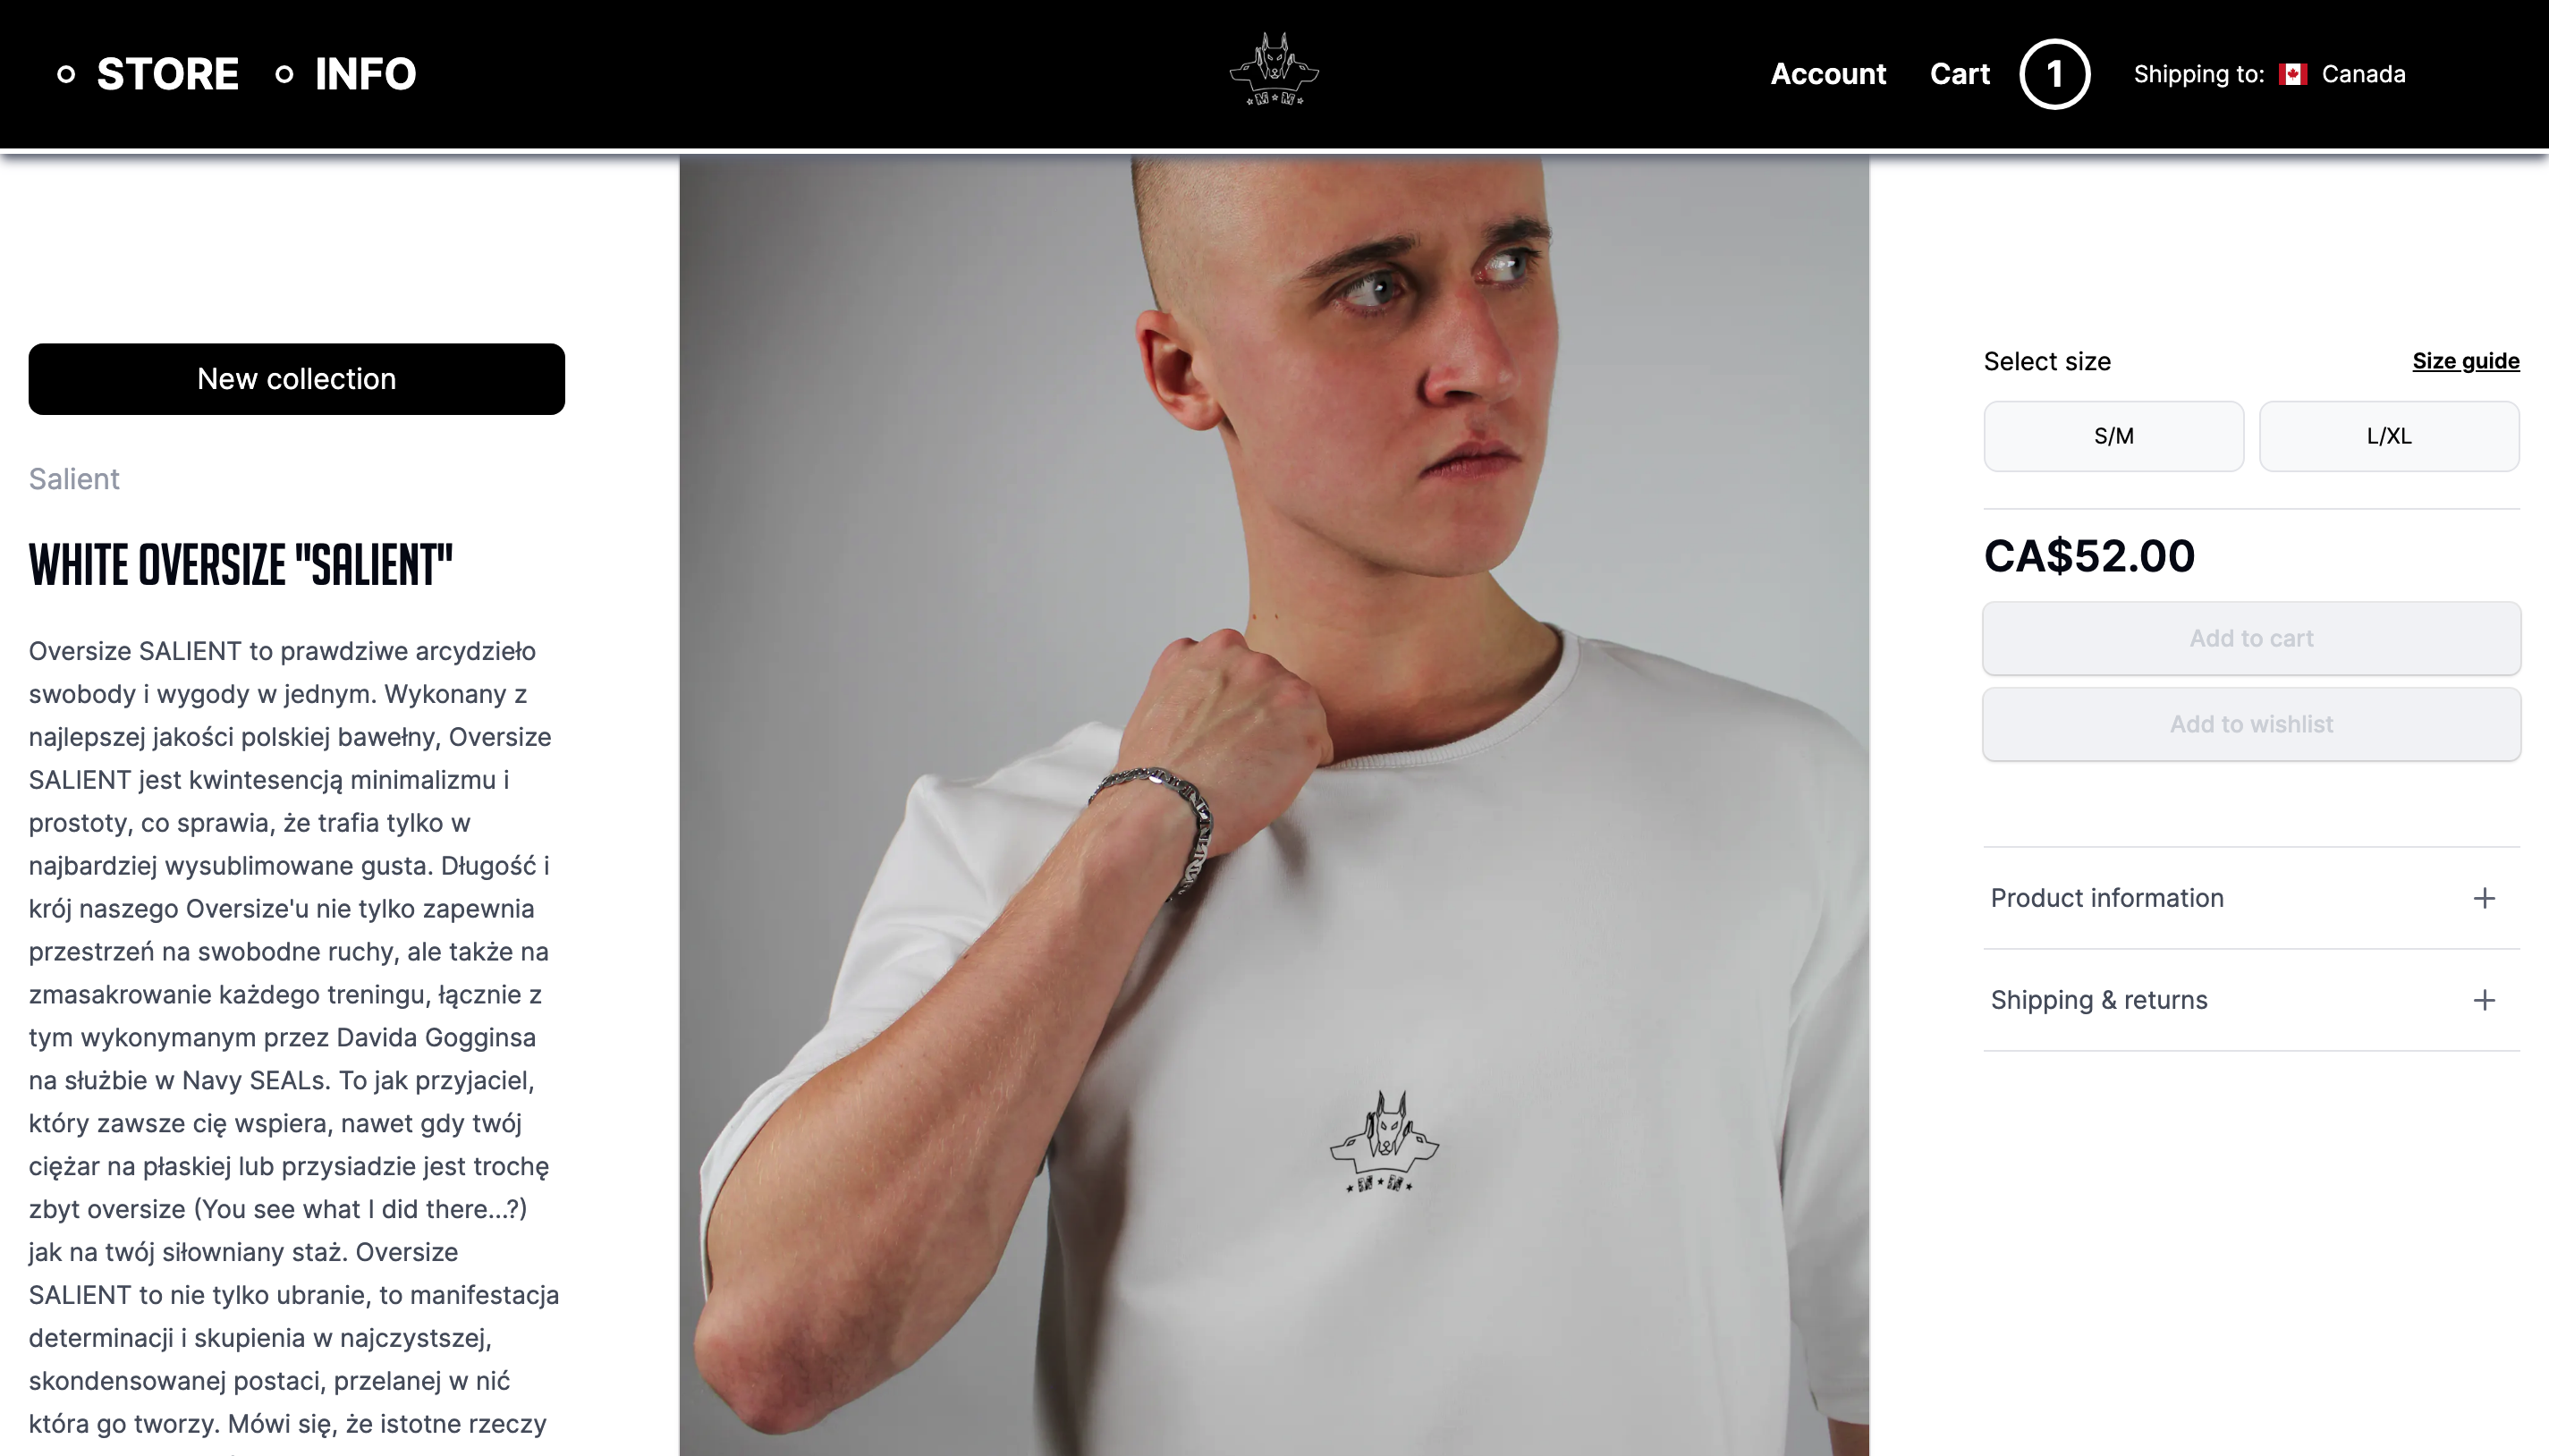 STORE
INFO
M ★ M
Account
Cart
1
Shipping to:
Canada
New collection
Salient
WHITE OVERSIZE "SALIENT"
Oversize SALIENT to prawdziwe arcydzieło
swobody i wygody w jednym. Wykonany z
najlepszej jakości polskiej bawełny, Oversize
SALIENT jest kwintesencją minimalizmu i
prostoty, co sprawia, że trafia tylko w
najbardziej wysublimowane gusta. Długość i
krój naszego Oversize'u nie tylko zapewnia
przestrzeń na swobodne ruchy, ale także na
zmasakrowanie każdego treningu, łącznie z
tym wykonymanym przez Davida Gogginsa
na służbie w Navy SEALs. To jak przyjaciel,
który zawsze cię wspiera, nawet gdy twój
ciężar na płaskiej lub przysiadzie jest trochę
zbyt oversize (You see what I did there...?)
jak na twój siłowniany staż. Oversize
SALIENT to nie tylko ubranie, to manifestacja
determinacji i skupienia w najczystszej,
skondensowanej postaci, przelanej w nić
która go tworzy. Mówi się, że istotne rzeczy
Select size
Size guide
S/M
L/XL
CA$52.00
Add to cart
Add to wishlist
Product information
Shipping & returns